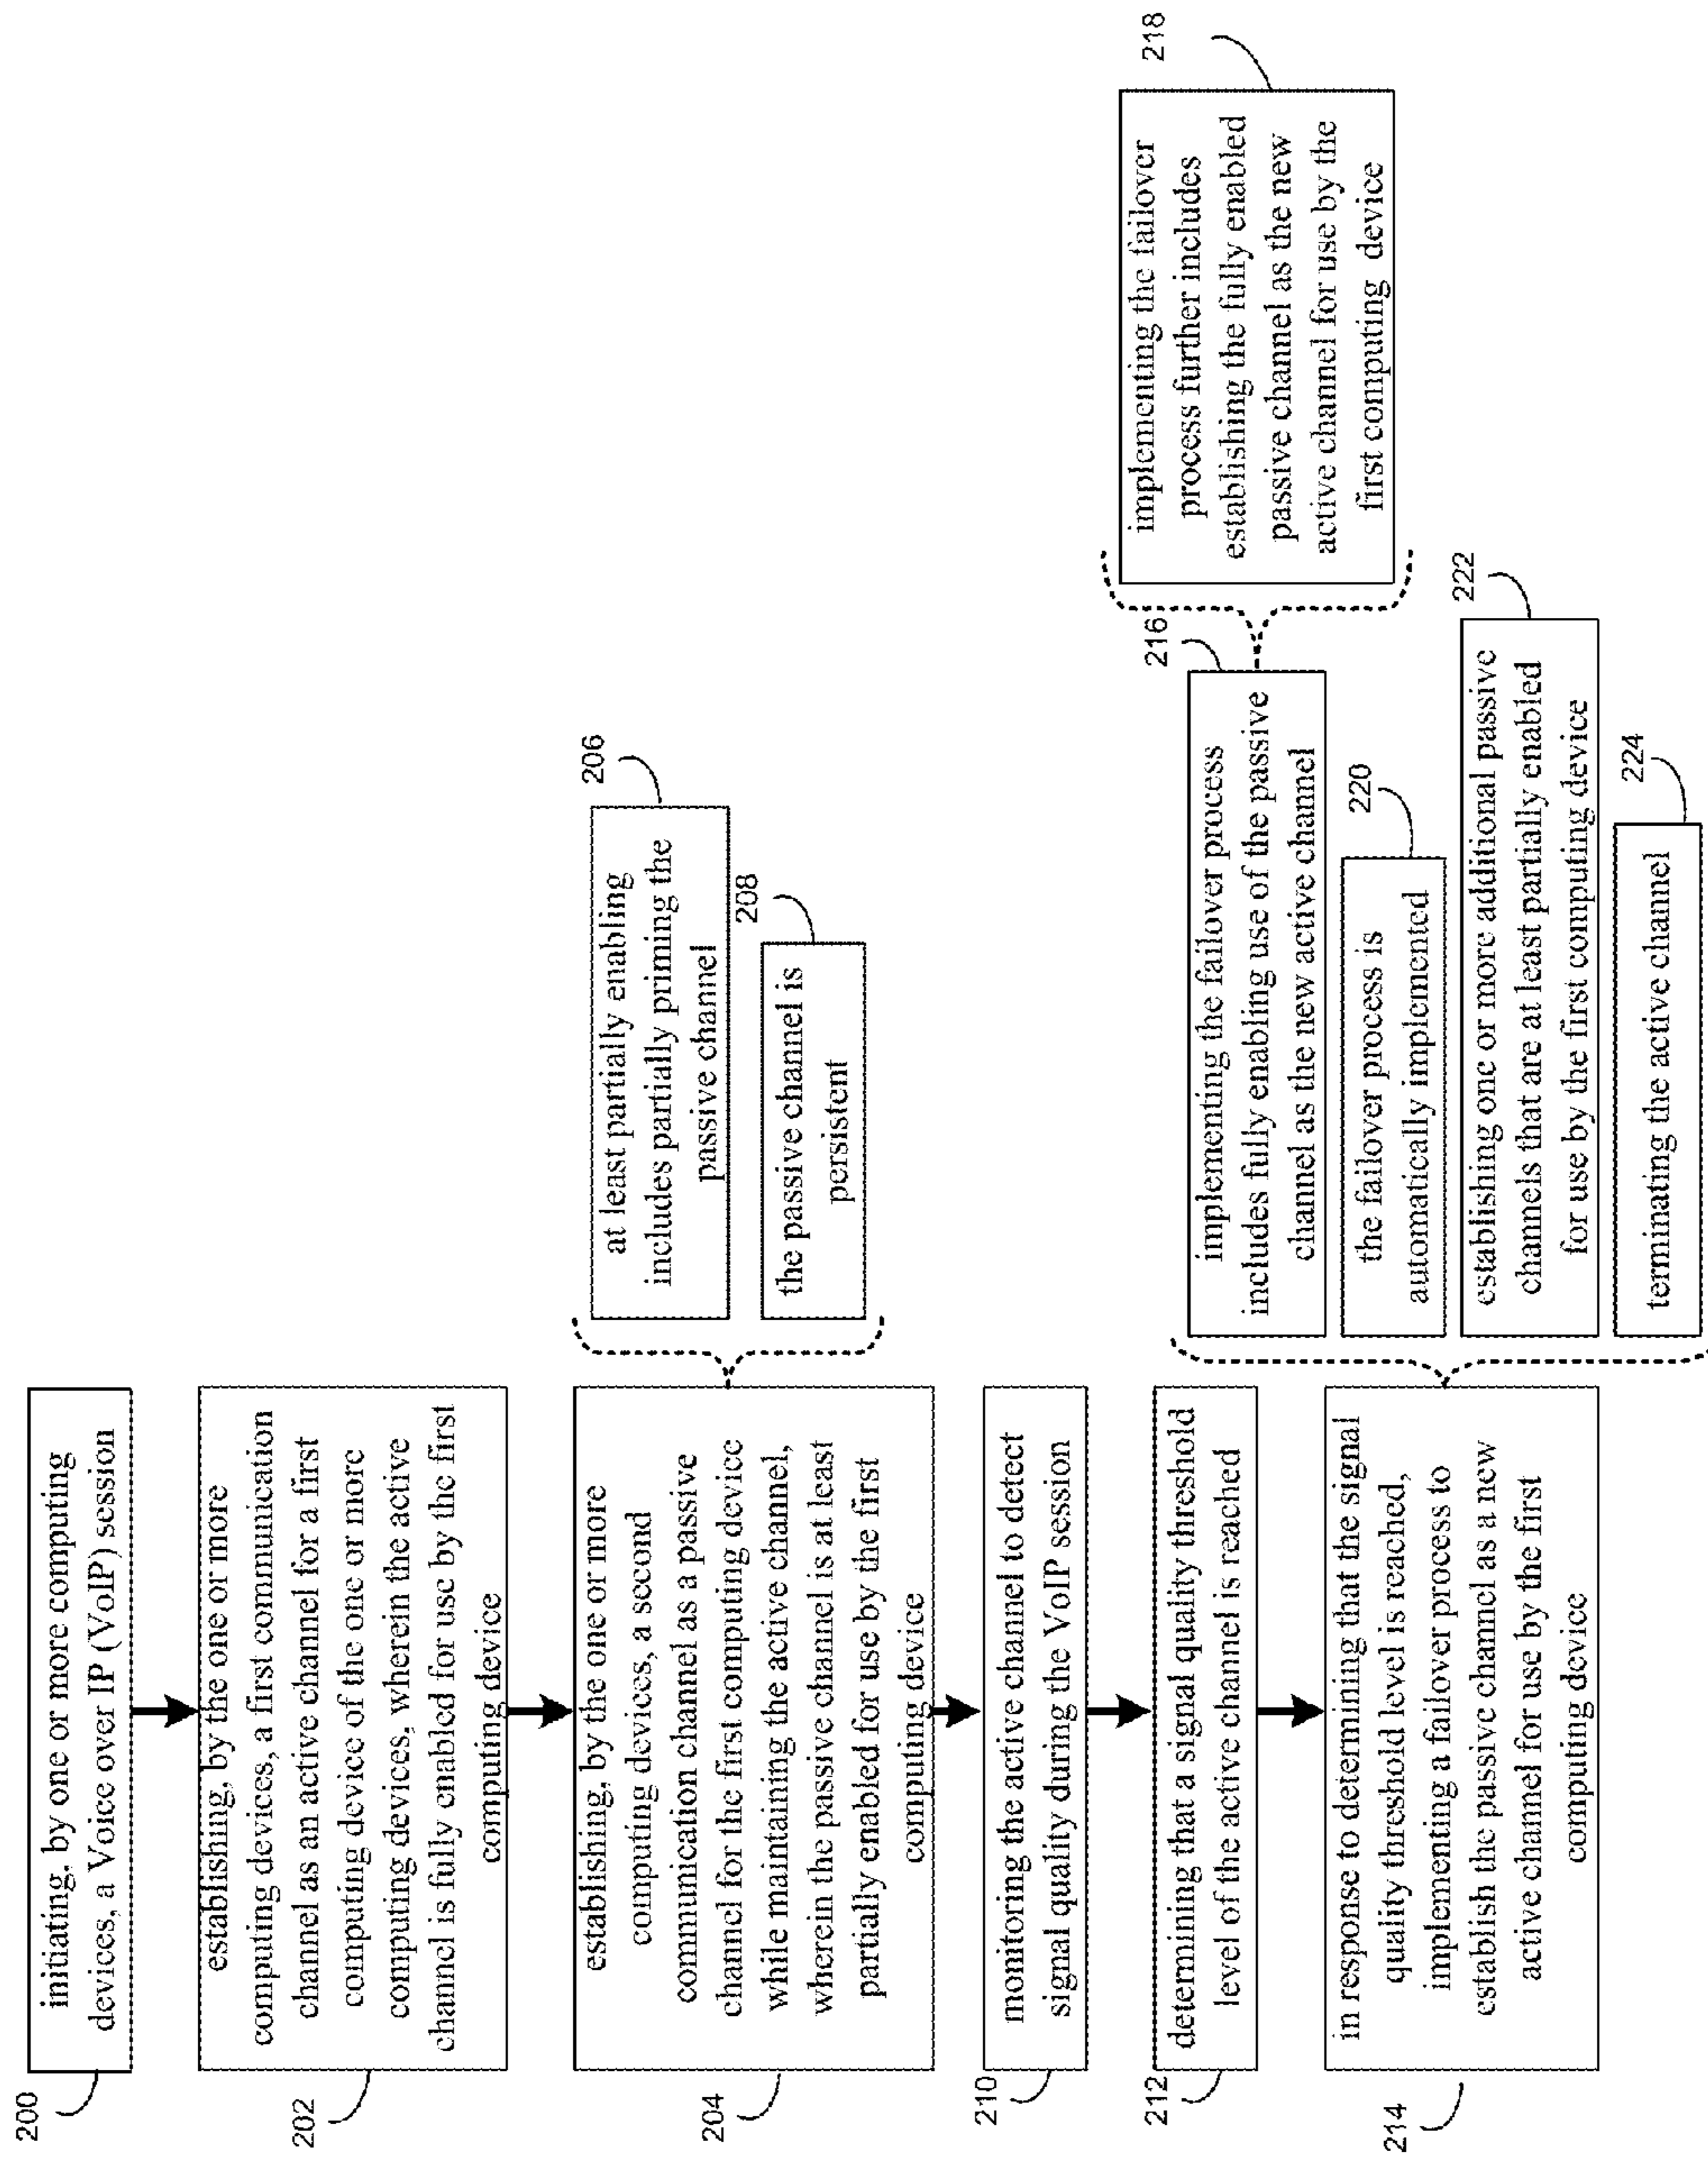 200
initiating, by one or more computing
devices, a Voice over IP (VoIP) session
202
establishing, by the one or more
computing devices, a first communication
channel as an active channel for a first
computing device of the one or more
computing devices, wherein the active
channel is fully enabled for use by the first
computing device
204
establishing, by the one or more
computing devices, a second
communication channel as a passive
channel for the first computing device
while maintaining the active channel,
wherein the passive channel is at least
partially enabled for use by the first
computing device
206
at least partially enabling
includes partially priming the
passive channel
208
the passive channel is
persistent
210
monitoring the active channel to detect
signal quality during the VoIP session
212
determining that a signal quality threshold
level of the active channel is reached
214
in response to determining that the signal
quality threshold level is reached,
implementing a failover process to
establish the passive channel as a new
active channel for use by the first
computing device
216
implementing the failover process
includes fully enabling use of the passive
channel as the new active channel
218
implementing the failover
process further includes
establishing the fully enabled
passive channel as the new
active channel for use by the
first computing device
220
the failover process is
automatically implemented
222
establishing one or more additional passive
channels that are at least partially enabled
for use by the first computing device
224
terminating the active channel